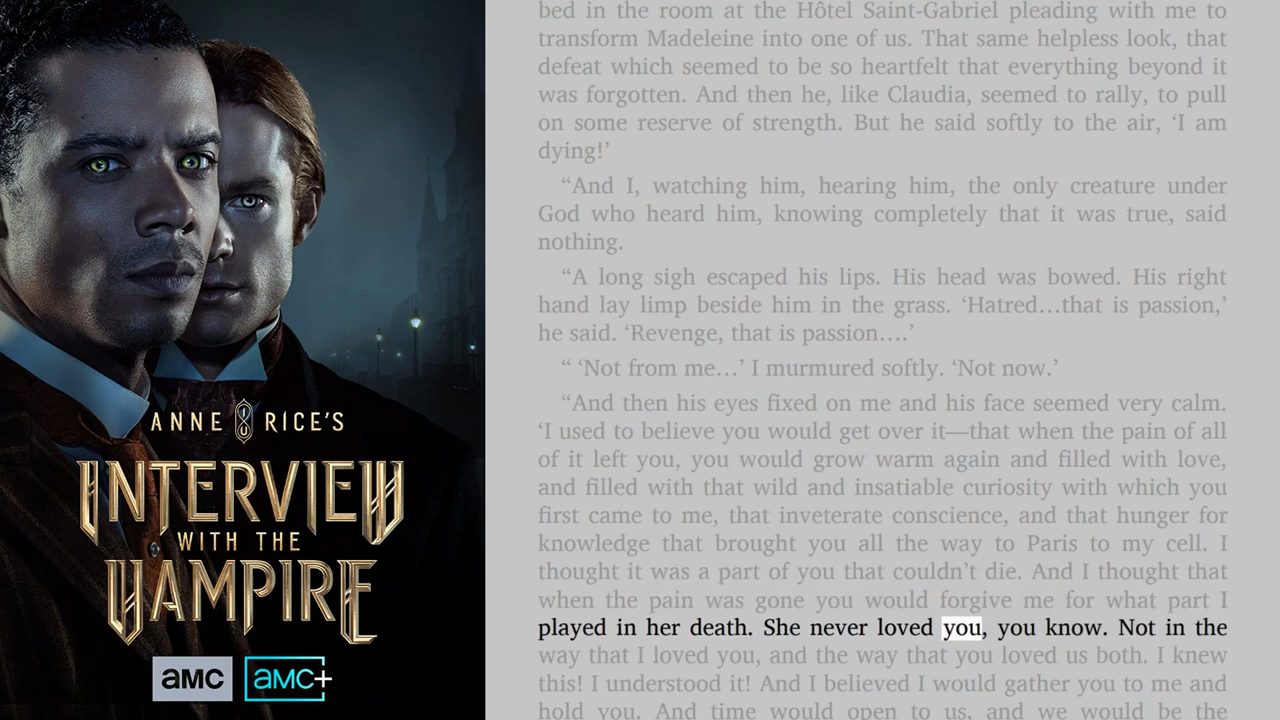 ANNE RICE'S
INTERVIEW
WITH THE
VAMPIRE
aMC
aMC+
bed in the room at the Hôtel Saint-Gabriel pleading with me to
transform Madeleine into one of us. That same helpless look, that
defeat which seemed to be so heartfelt that everything beyond it
was forgotten. And then he, like Claudia, seemed to rally, to pull
on some reserve of strength. But he said softly to the air, ‘I am
dying!’
“And I, watching him, hearing him, the only creature under
God who heard him, knowing completely that it was true, said
nothing.
“A long sigh escaped his lips. His head was bowed. His right
hand lay limp beside him in the grass. ‘Hatred…that is passion,’
he said. ‘Revenge, that is passion….’
“ ‘Not from me…’ I murmured softly. ‘Not now.’
“And then his eyes fixed on me and his face seemed very calm.
‘I used to believe you would get over it—that when the pain of all
of it left you, you would grow warm again and filled with love,
and filled with that wild and insatiable curiosity with which you
first came to me, that inveterate conscience, and that hunger for
knowledge that brought you all the way to Paris to my cell. I
thought it was a part of you that couldn’t die. And I thought that
when the pain was gone you would forgive me for what part I
played in her death. She never loved you, you know. Not in the
way that I loved you, and the way that you loved us both. I knew
this! I understood it! And I believed I would gather you to me and
hold you. And time would open to us, and we would be the